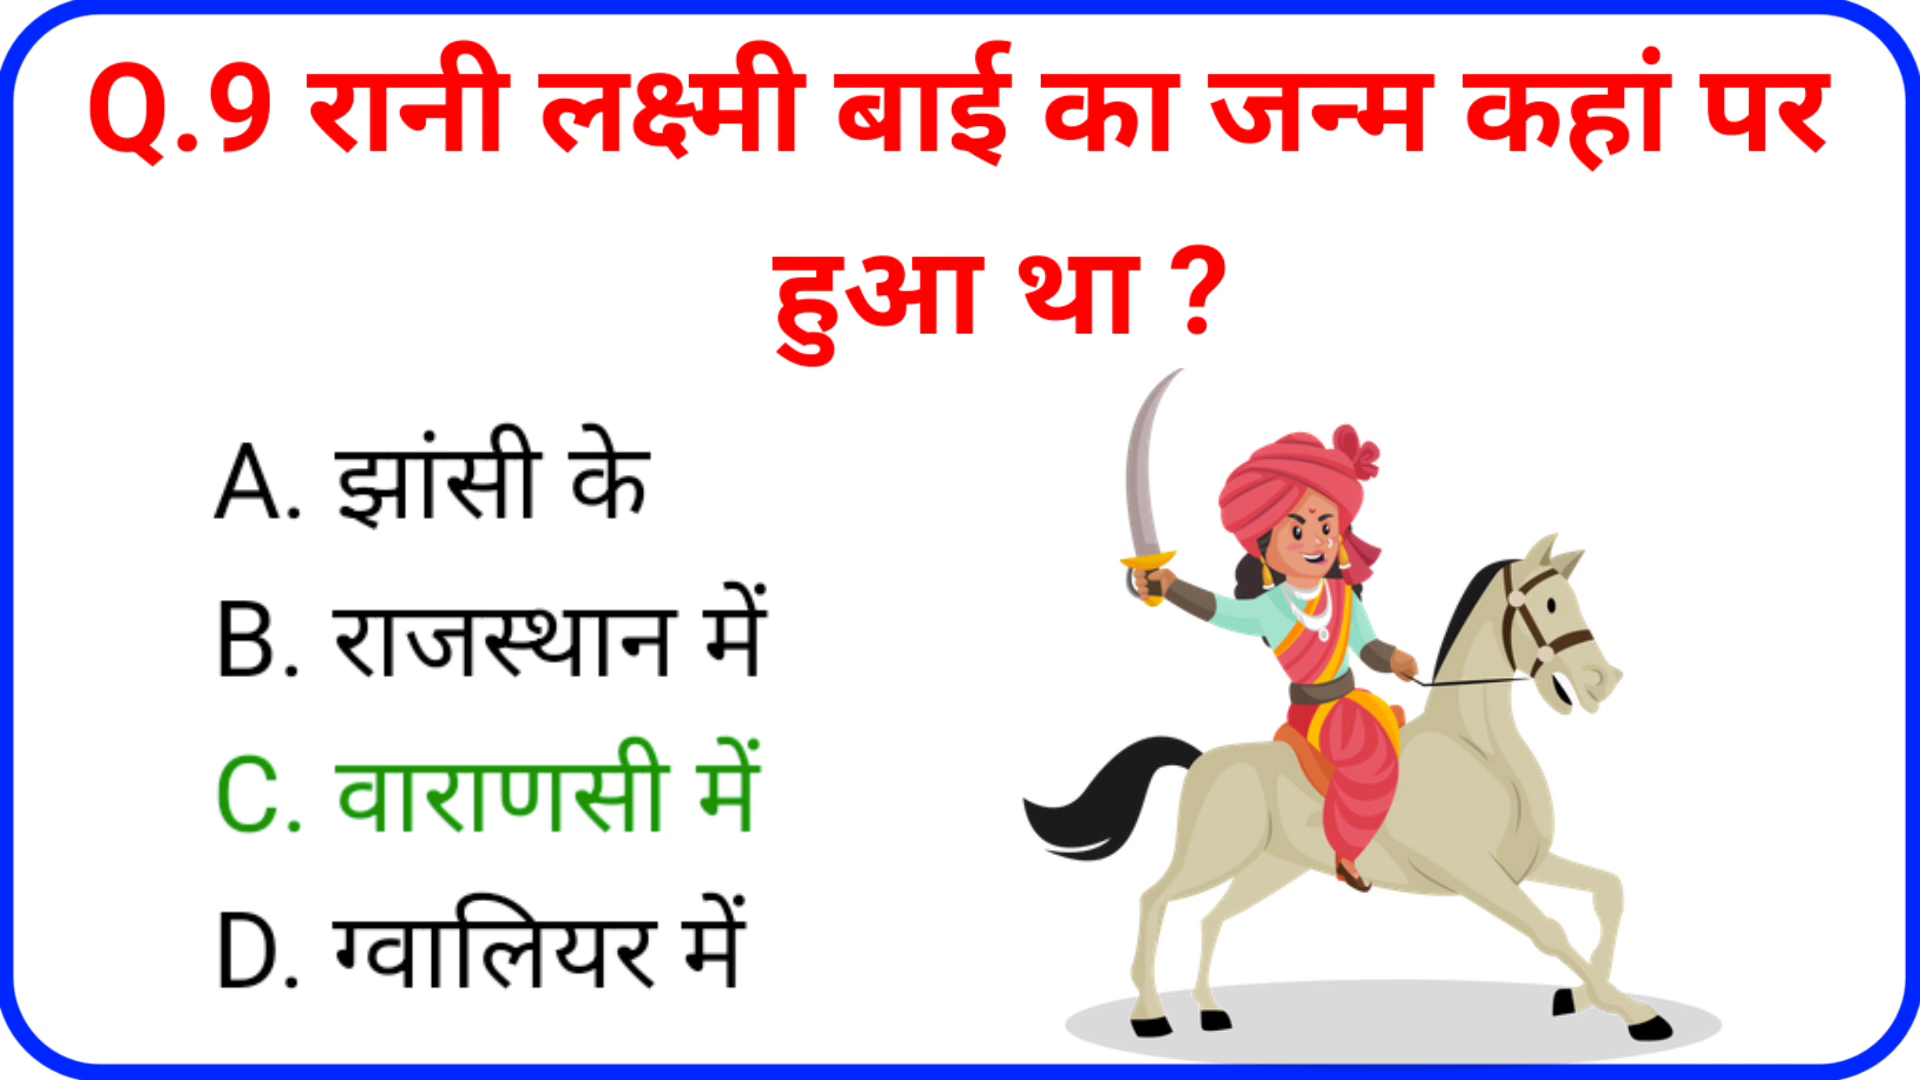 Q.9 रानी लक्ष्मी बाई का जन्म कहां पर
हुआ था ?
A. झांसी के
B. राजस्थान में
C. वाराणसी में
D. ग्वालियर में